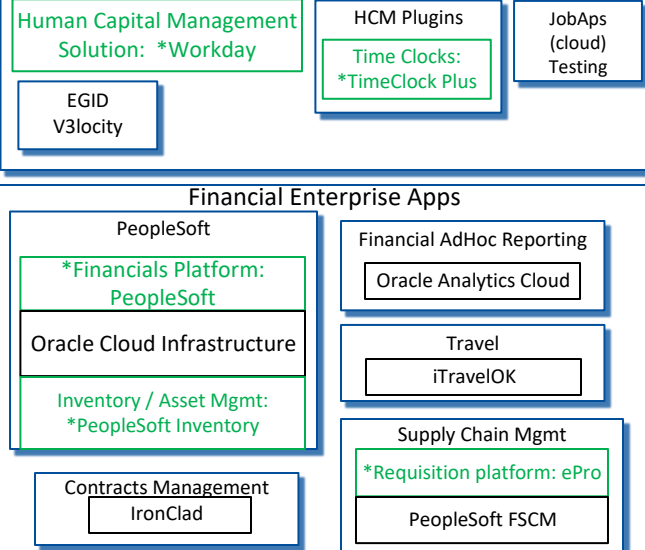 Human Capital Management
Solution: *Workday
HCM Plugins
Time Clocks:
*TimeClock Plus
JobAps
(cloud)
Testing
EGID
V3locity
Financial Enterprise Apps
PeopleSoft
*Financials Platform:
PeopleSoft
Oracle Cloud Infrastructure
Inventory / Asset Mgmt:
*PeopleSoft Inventory
Financial AdHoc Reporting
Oracle Analytics Cloud
Travel
iTravelOK
Supply Chain Mgmt
*Requisition platform: ePro
PeopleSoft FSCM
Contracts Management
IronClad